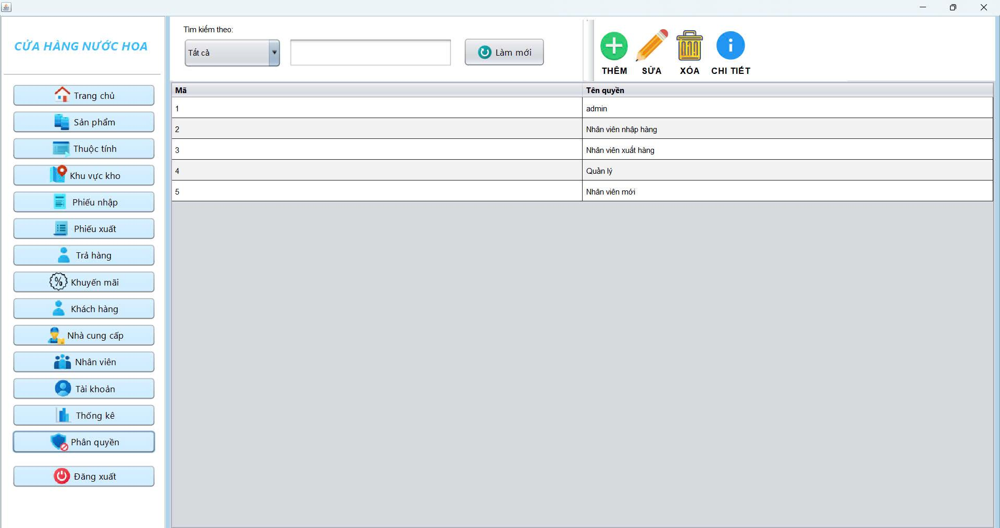 CỬA HÀNG NƯỚC HOA
Trang chủ
Sản phẩm
Thuộc tính
Khu vực kho
Phiếu nhập
Phiếu xuất
Trả hàng
Khuyến mãi
Khách hàng
Nhà cung cấp
Nhân viên
Tài khoản
Thống kê
Phân quyền
Đăng xuất
Tìm kiếm theo:
Tất cả
Làm mới
THÊM SỬA XÓA CHI TIẾT
Mã Tên quyền
1 admin
2 Nhân viên nhập hàng
3 Nhân viên xuất hàng
4 Quản lý
5 Nhân viên mới